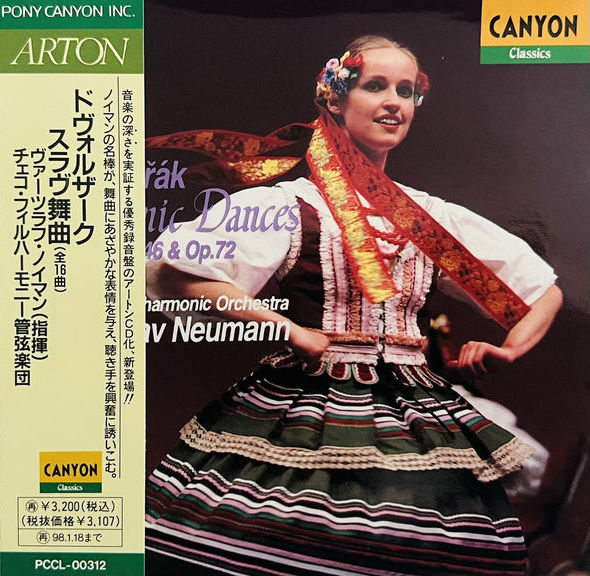 PONY CANYON INC.
ARTON
音楽の深さを実証する優秀録音盤のアートンCD化、新登場!!
ノイマンの名棒が、舞曲にあざやかな表情を与え、聴き手を興奮に誘いこむ。
ドヴォルザーク
スラヴ舞曲(全16曲)
ヴァーツラフ・ノイマン(指揮)
チェコ・フィルハーモニー管弦楽団
CANYON
Classics
再 ¥3,200(税込)
(税抜価格¥3,107)
再 98.1.18まで
PCCL-00312
CANYON
Classics
řák
nic Dances
46 & Op.72
harmonic Orchestra
av Neumann